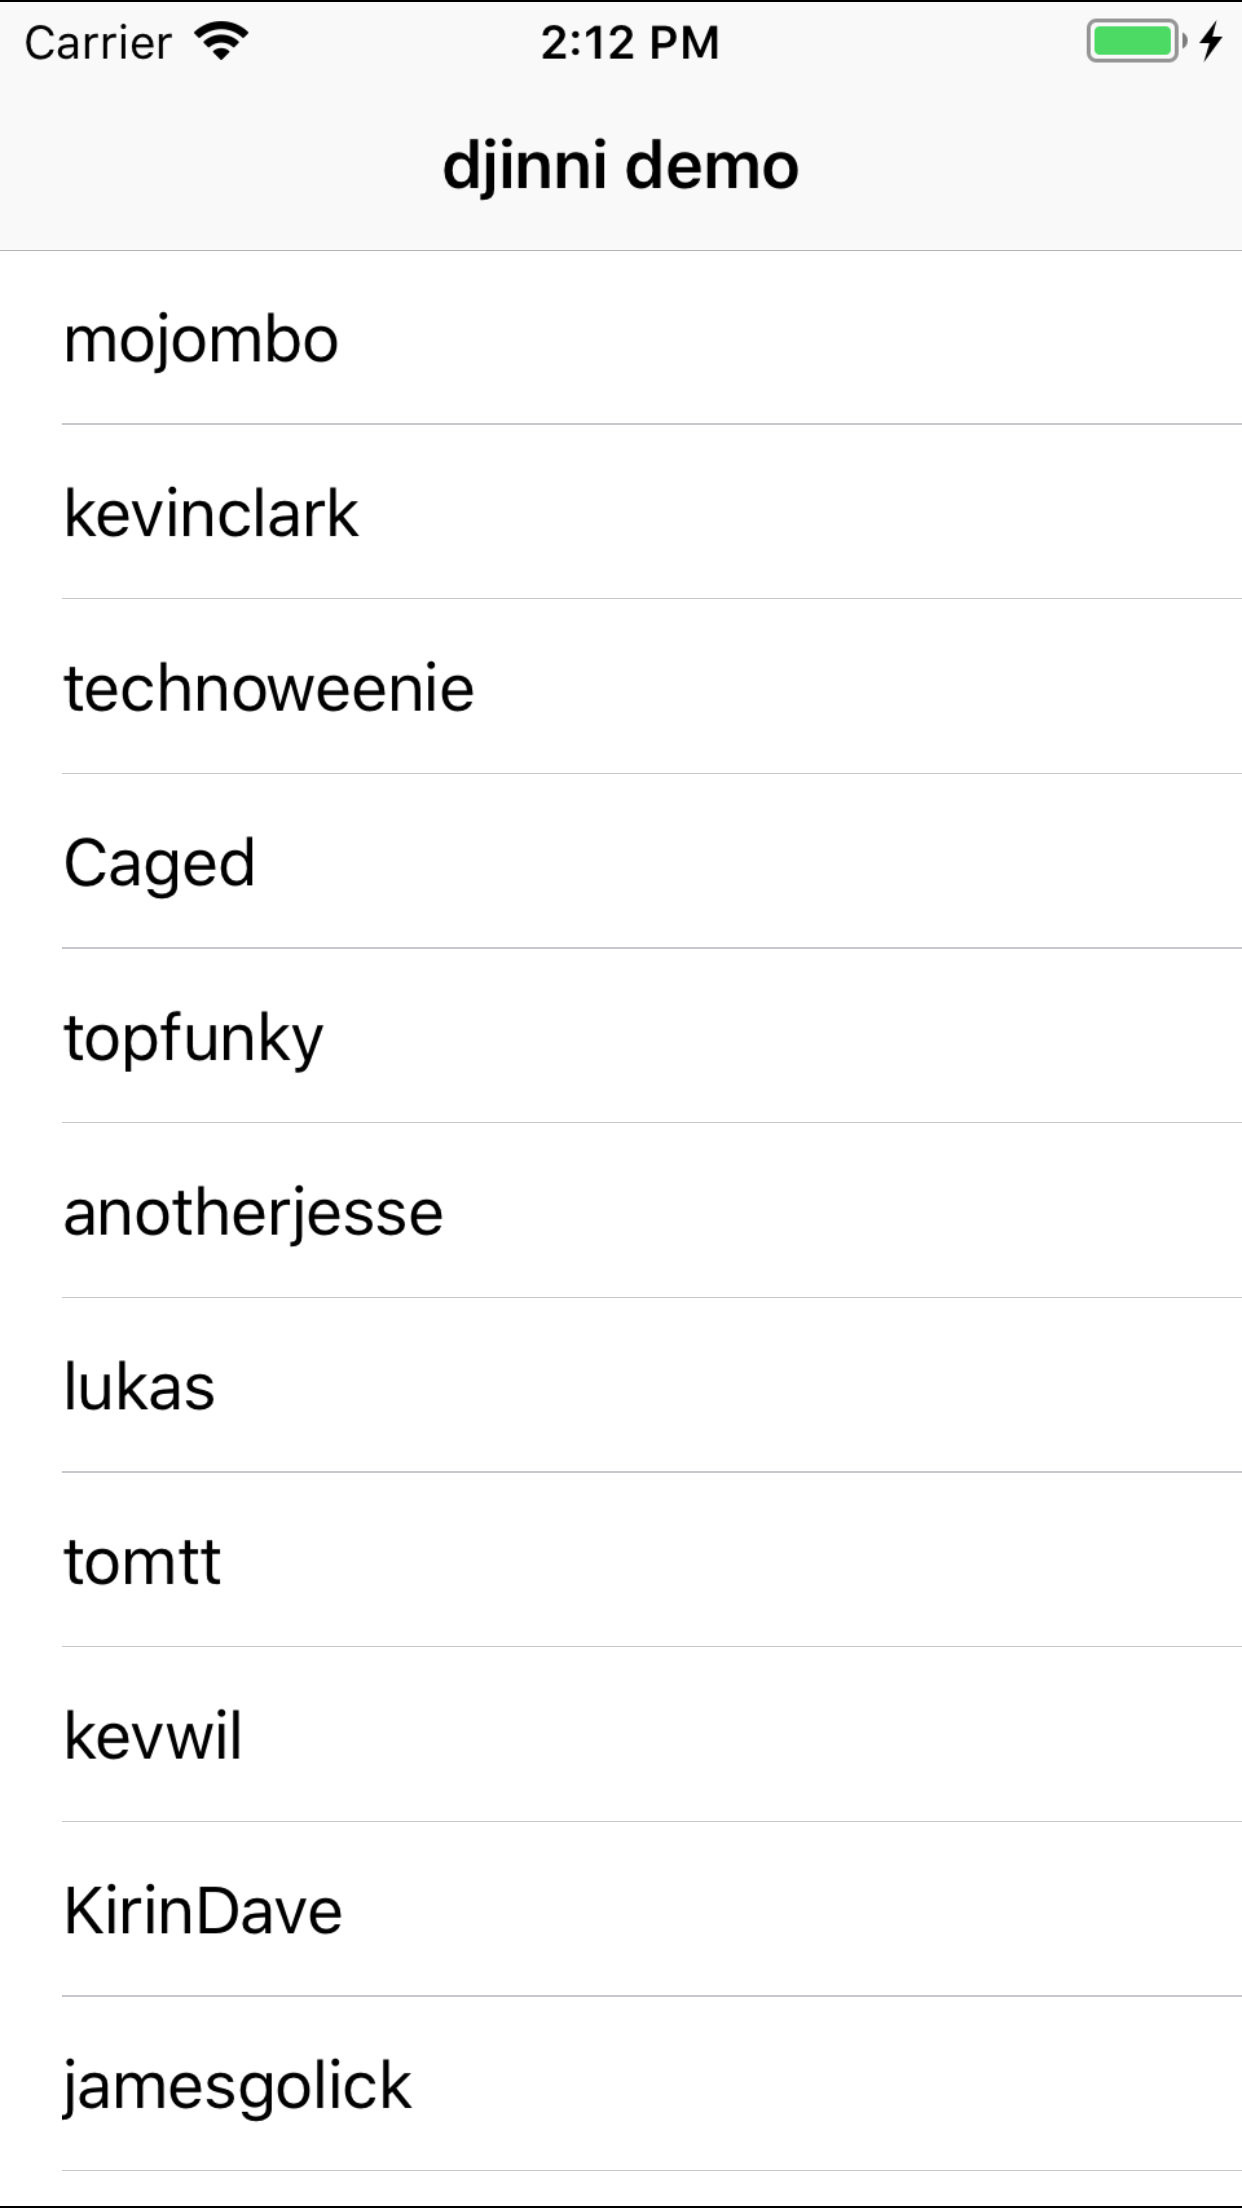 Carrier 2:12 PM
djinni demo
mojombo
kevinclark
technoweenie
Caged
topfunky
anotherjesse
lukas
tomtt
kevwil
KirinDave
jamesgolick